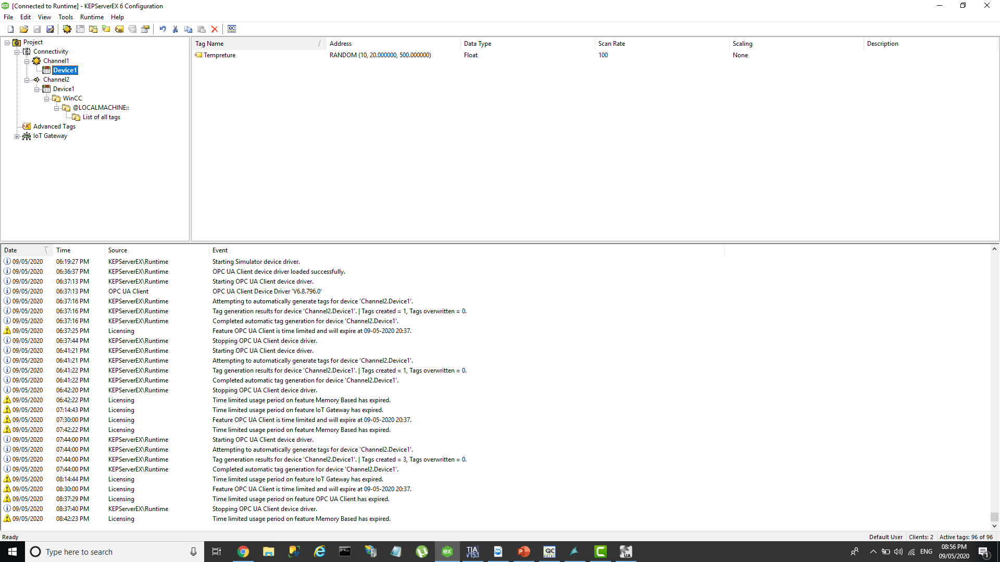 [Connected to Runtime] - KEPServerEX 6 Configuration
File Edit View Tools Runtime Help
Project
Connectivity
Channel1
Device1
Channel2
Device1
WinCC
@LOCALMACHINE::
List of all tags
Advanced Tags
IoT Gateway
Tag Name Address Data Type Scan Rate Scaling Description
Tempreture RANDOM (10, 20.000000, 500.000000) Float 100 None
Date Time Source Event
09/05/2020 06:19:27 PM KEPServerEX\Runtime Starting Simulator device driver.
09/05/2020 06:36:37 PM KEPServerEX\Runtime OPC UA Client device driver loaded successfully.
09/05/2020 06:37:13 PM KEPServerEX\Runtime Starting OPC UA Client device driver.
09/05/2020 06:37:13 PM OPC UA Client OPC UA Client Device Driver 'V6.8.796.0'
09/05/2020 06:37:16 PM KEPServerEX\Runtime Attempting to automatically generate tags for device 'Channel2.Device1'.
09/05/2020 06:37:16 PM KEPServerEX\Runtime Tag generation results for device 'Channel2.Device1'. | Tags created = 1, Tags overwritten = 0.
09/05/2020 06:37:16 PM KEPServerEX\Runtime Completed automatic tag generation for device 'Channel2.Device1'.
09/05/2020 06:37:25 PM Licensing Feature OPC UA Client is time limited and will expire at 09-05-2020 20:37.
09/05/2020 06:37:44 PM KEPServerEX\Runtime Stopping OPC UA Client device driver.
09/05/2020 06:41:21 PM KEPServerEX\Runtime Starting OPC UA Client device driver.
09/05/2020 06:41:21 PM KEPServerEX\Runtime Attempting to automatically generate tags for device 'Channel2.Device1'.
09/05/2020 06:41:22 PM KEPServerEX\Runtime Tag generation results for device 'Channel2.Device1'. | Tags created = 1, Tags overwritten = 0.
09/05/2020 06:41:22 PM KEPServerEX\Runtime Completed automatic tag generation for device 'Channel2.Device1'.
09/05/2020 06:42:20 PM KEPServerEX\Runtime Stopping OPC UA Client device driver.
09/05/2020 06:42:22 PM Licensing Time limited usage period on feature Memory Based has expired.
09/05/2020 07:14:43 PM Licensing Time limited usage period on feature IoT Gateway has expired.
09/05/2020 07:30:00 PM Licensing Feature OPC UA Client is time limited and will expire at 09-05-2020 20:37.
09/05/2020 07:42:22 PM Licensing Time limited usage period on feature Memory Based has expired.
09/05/2020 07:44:00 PM KEPServerEX\Runtime Starting OPC UA Client device driver.
09/05/2020 07:44:00 PM KEPServerEX\Runtime Attempting to automatically generate tags for device 'Channel2.Device1'.
09/05/2020 07:44:00 PM KEPServerEX\Runtime Tag generation results for device 'Channel2.Device1'. | Tags created = 3, Tags overwritten = 0.
09/05/2020 07:44:00 PM KEPServerEX\Runtime Completed automatic tag generation for device 'Channel2.Device1'.
09/05/2020 08:14:44 PM Licensing Time limited usage period on feature IoT Gateway has expired.
09/05/2020 08:30:00 PM Licensing Feature OPC UA Client is time limited and will expire at 09-05-2020 20:37.
09/05/2020 08:37:29 PM Licensing Time limited usage period on feature OPC UA Client has expired.
09/05/2020 08:37:40 PM KEPServerEX\Runtime Stopping OPC UA Client device driver.
09/05/2020 08:42:23 PM Licensing Time limited usage period on feature Memory Based has expired.
Ready Default User Clients: 2 Active tags: 96 of 96
Type here to search ENG 08:56 PM
09/05/2020